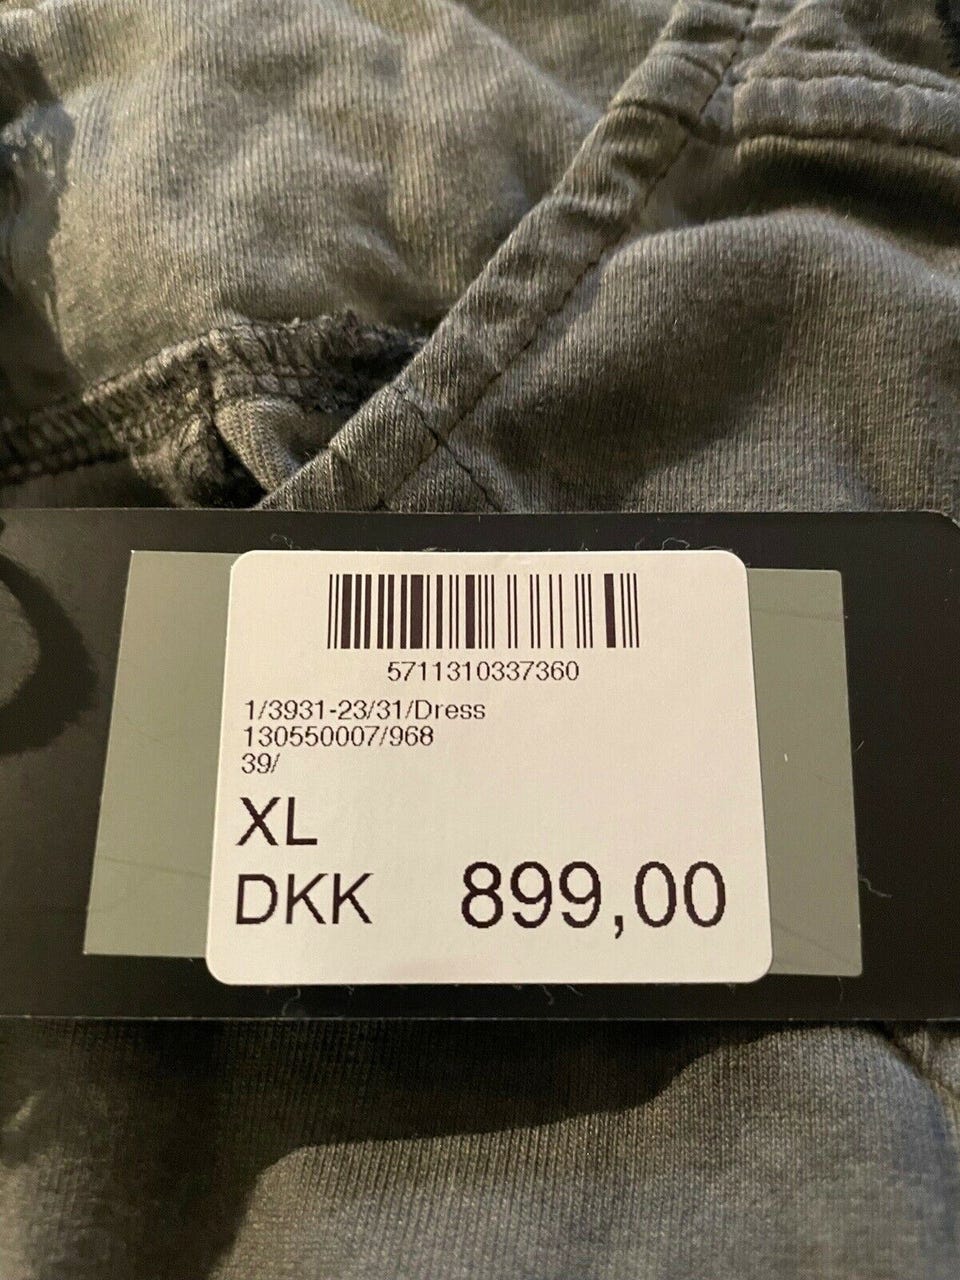 5711310337360
1/3931-23/31/Dress
130550007/968
39/
XL
DKK 899,00